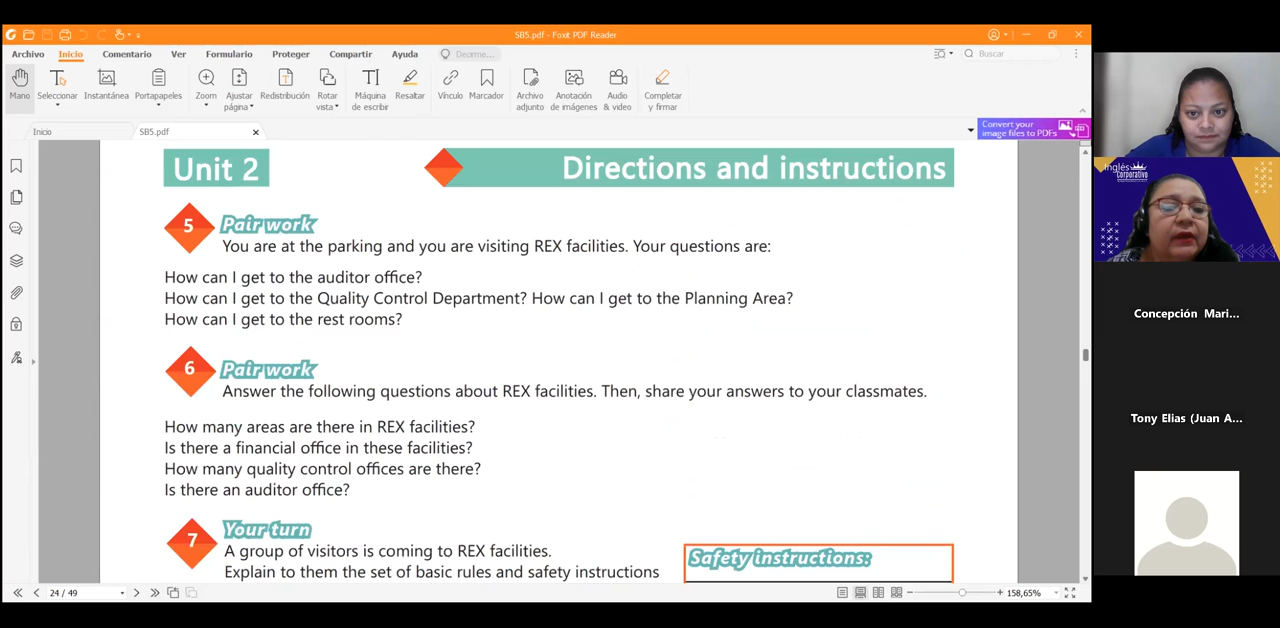 SB5.pdf - Foxit PDF Reader
Archivo Inicio Comentario Ver Formulario Proteger Compartir Ayuda Decirme... Buscar
Mano Seleccionar Instantánea Portapapeles Zoom Ajustar página Redistribución Rotar vista Máquina de escribir Resaltar Vínculo Marcador Archivo adjunto Anotación de imágenes Audio & video Completar y firmar
Inicio SB5.pdf
Convert your
image files to PDFs
Unit 2 Directions and instructions
5 Pair work
You are at the parking and you are visiting REX facilities. Your questions are:
How can I get to the auditor office?
How can I get to the Quality Control Department? How can I get to the Planning Area?
How can I get to the rest rooms?
6 Pair work
Answer the following questions about REX facilities. Then, share your answers to your classmates.
How many areas are there in REX facilities?
Is there a financial office in these facilities?
How many quality control offices are there?
Is there an auditor office?
7 Your turn
A group of visitors is coming to REX facilities.
Explain to them the set of basic rules and safety instructions
Safety instructions:
24 / 49
158,65%
Inglés
Corporativo
Concepción Mari...
Tony Elias (Juan A...